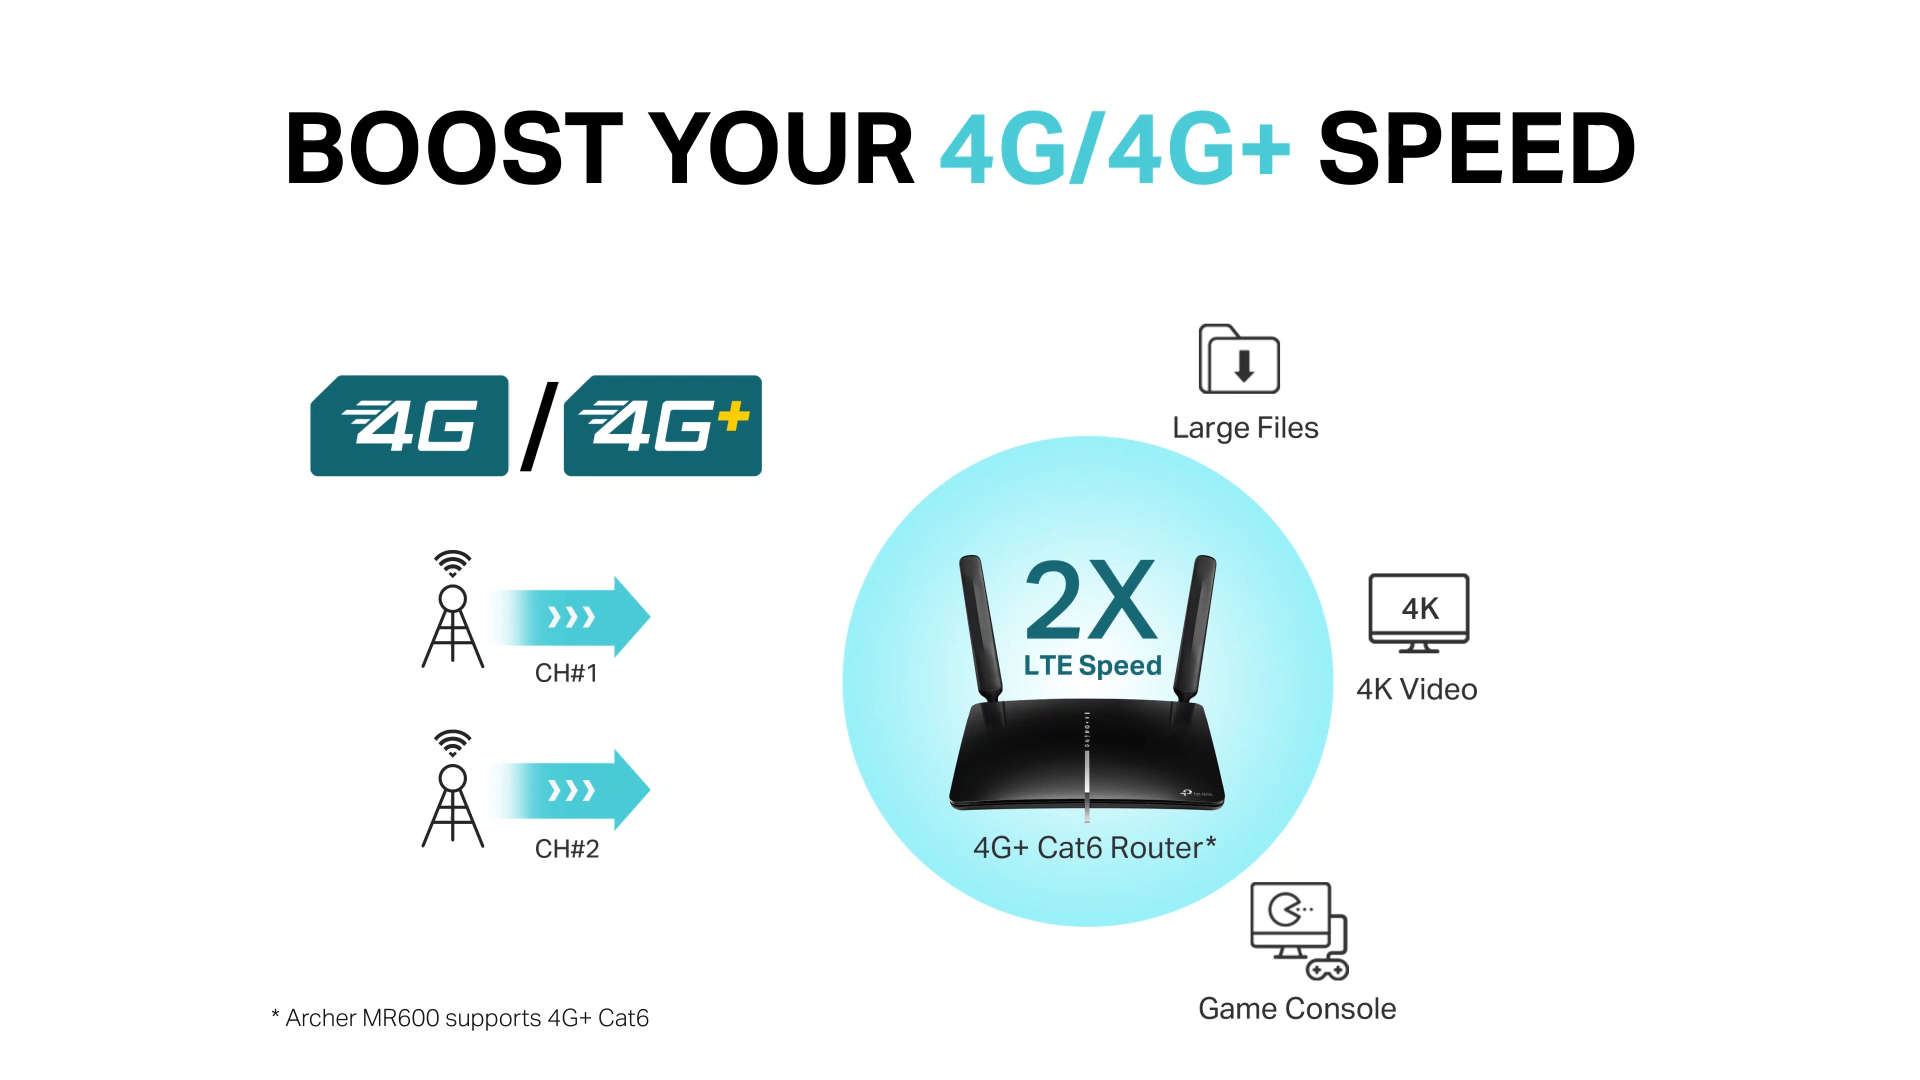 BOOST YOUR 4G/4G+ SPEED
4G / 4G+
Large Files
2X
LTE Speed
4K
4K Video
CH#1
CH#2
4G+ Cat6 Router*
Game Console
* Archer MR600 supports 4G+ Cat6